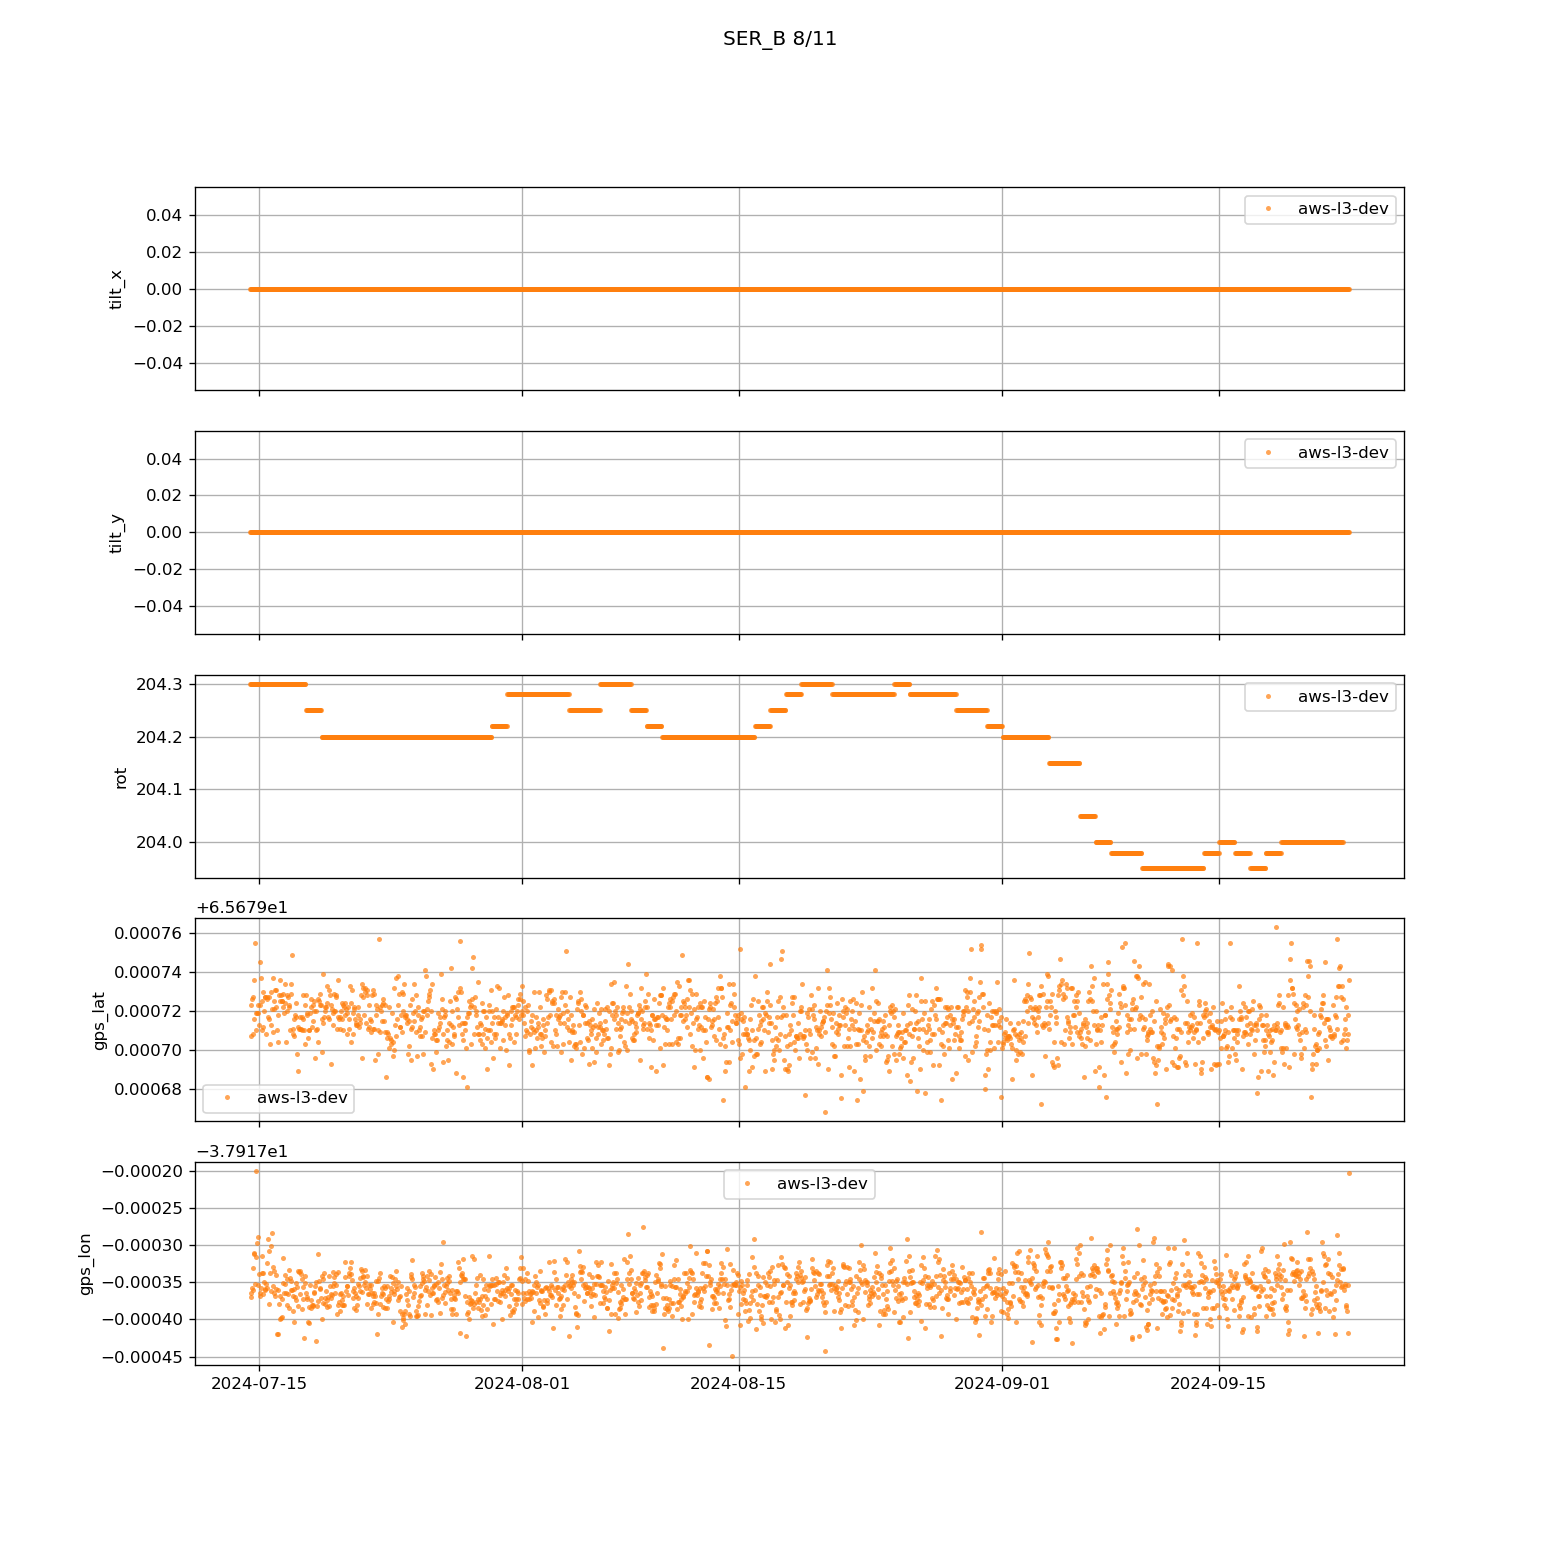 SER_B 8/11
0.04
0.02
0.00
−0.02
−0.04
tilt_x
aws-l3-dev
0.04
0.02
0.00
−0.02
−0.04
tilt_y
aws-l3-dev
204.3
204.2
204.1
204.0
rot
aws-l3-dev
+6.5679e1
0.00076
0.00074
0.00072
0.00070
0.00068
gps_lat
aws-l3-dev
−3.7917e1
−0.00020
−0.00025
−0.00030
−0.00035
−0.00040
−0.00045
gps_lon
aws-l3-dev
2024-07-15 2024-08-01 2024-08-15 2024-09-01 2024-09-15